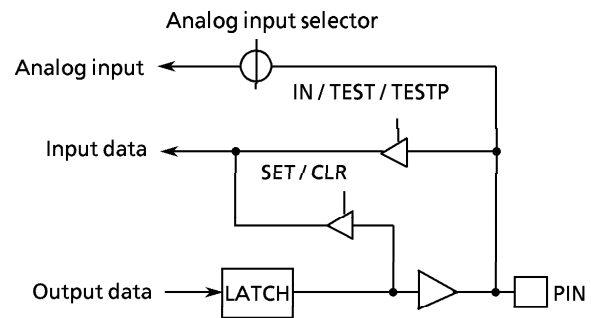 Analog input selector
Analog input
IN / TEST / TESTP
Input data
SET / CLR
Output data
LATCH
PIN